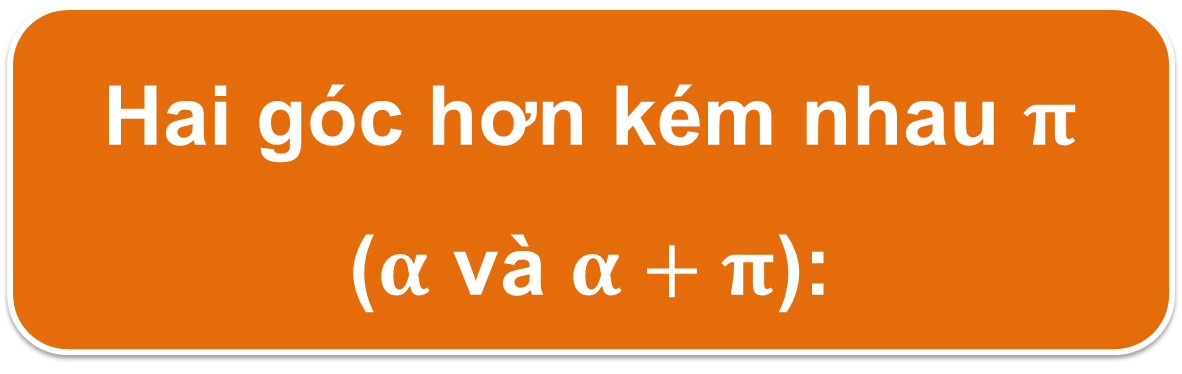 Hai góc hơn kém nhau π
(α và α + π):